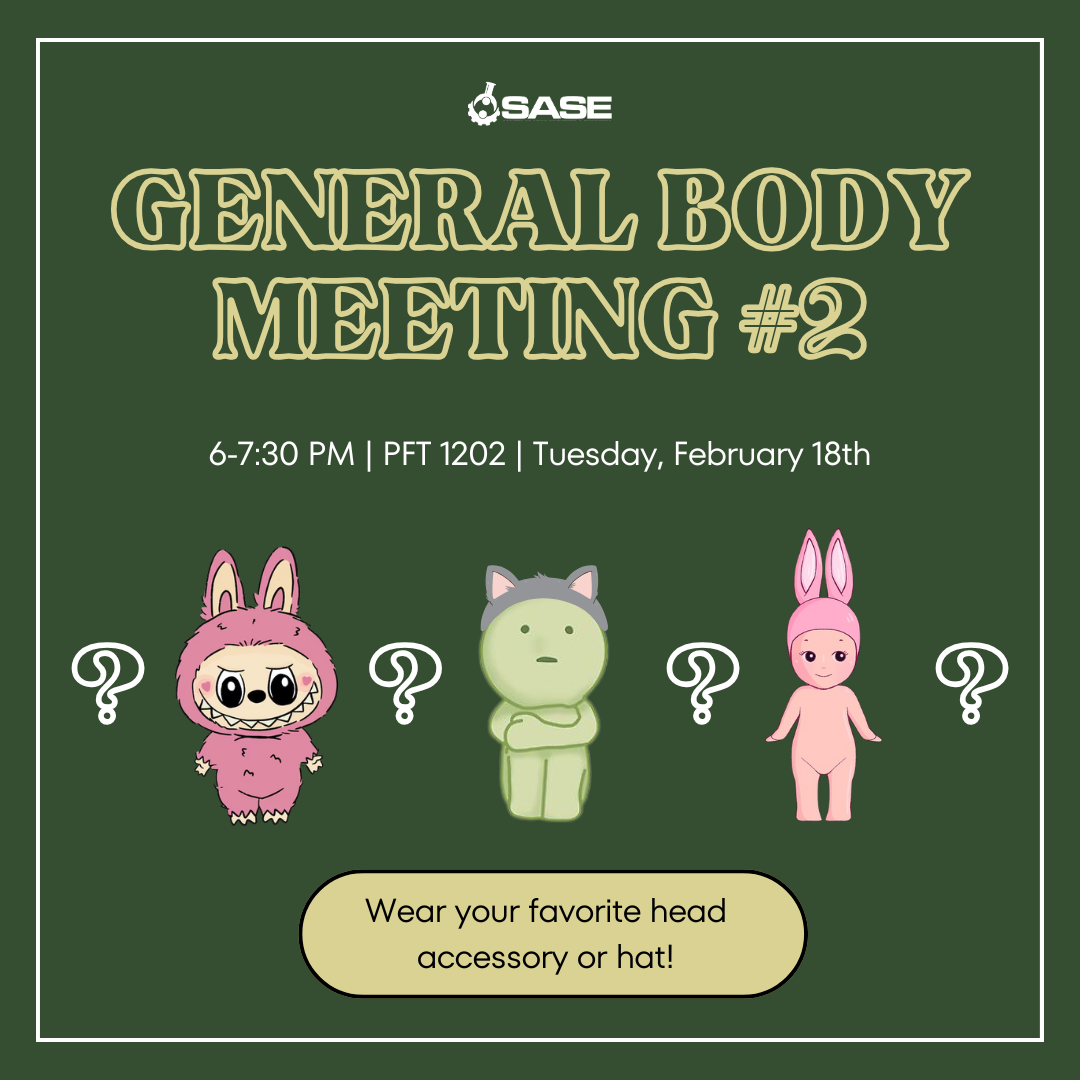 SASE
GENERAL BODY
MEETING #2
6-7:30 PM | PFT 1202 | Tuesday, February 18th
? ? ? ?
Wear your favorite head
accessory or hat!